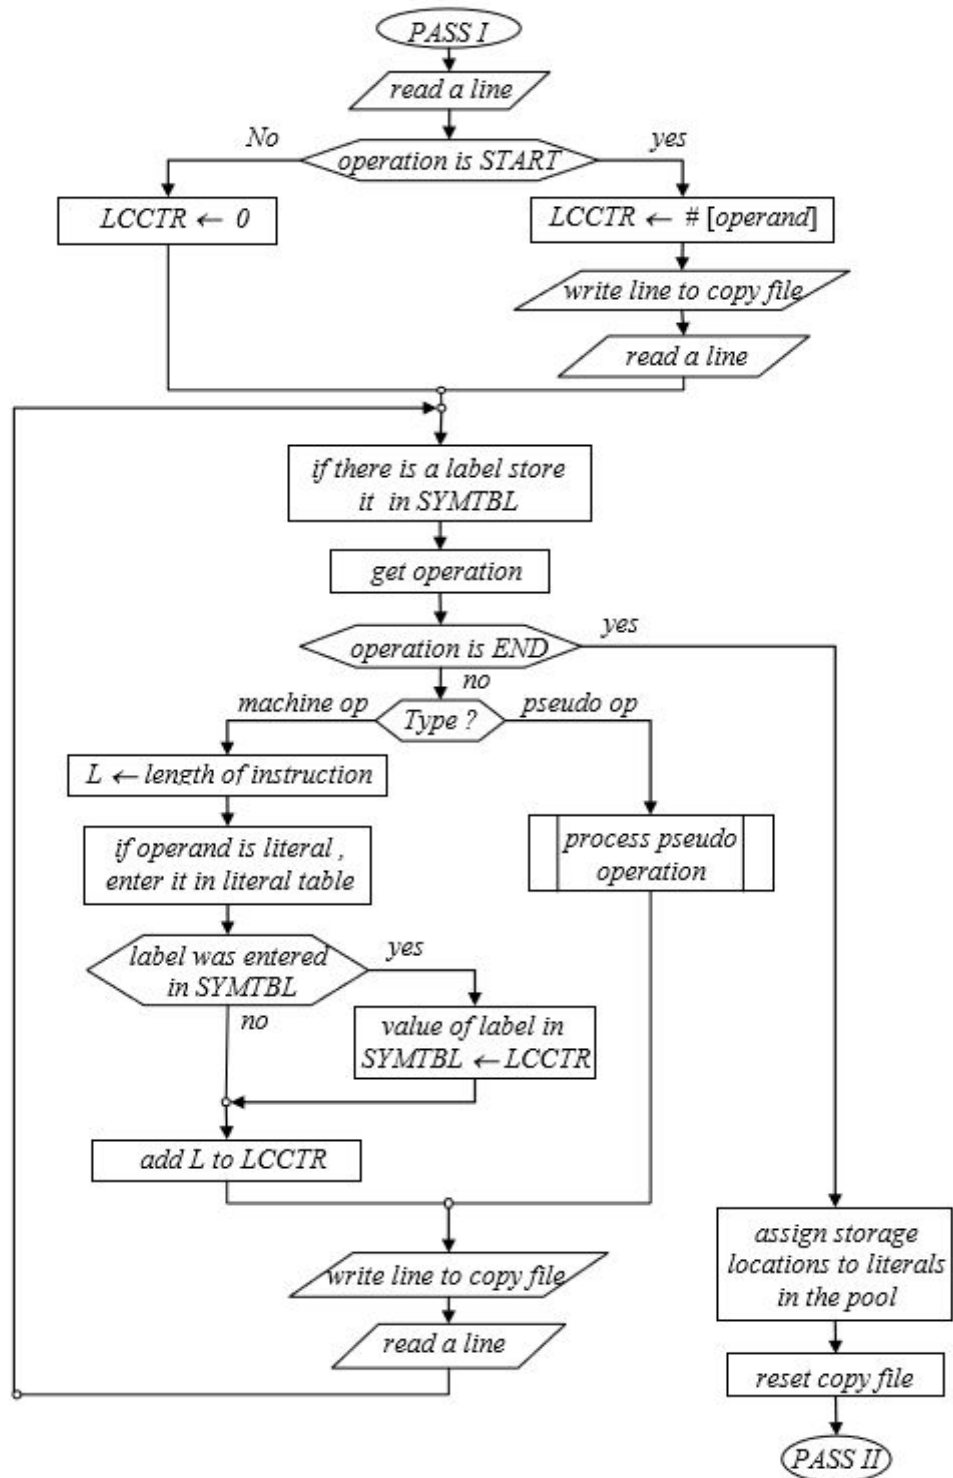 PASS I
read a line
No
yes
operation is START
LCCTR ← 0
LCCTR ← # [operand]
write line to copy file
read a line
if there is a label store
it in SYMTBL
get operation
yes
operation is END
no
machine op
Type ?
pseudo op
L ← length of instruction
process pseudo
operation
if operand is literal ,
enter it in literal table
label was entered
in SYMTBL
yes
no
value of label in
SYMTBL ← LCCTR
add L to LCCTR
assign storage
locations to literals
in the pool
write line to copy file
read a line
reset copy file
PASS II